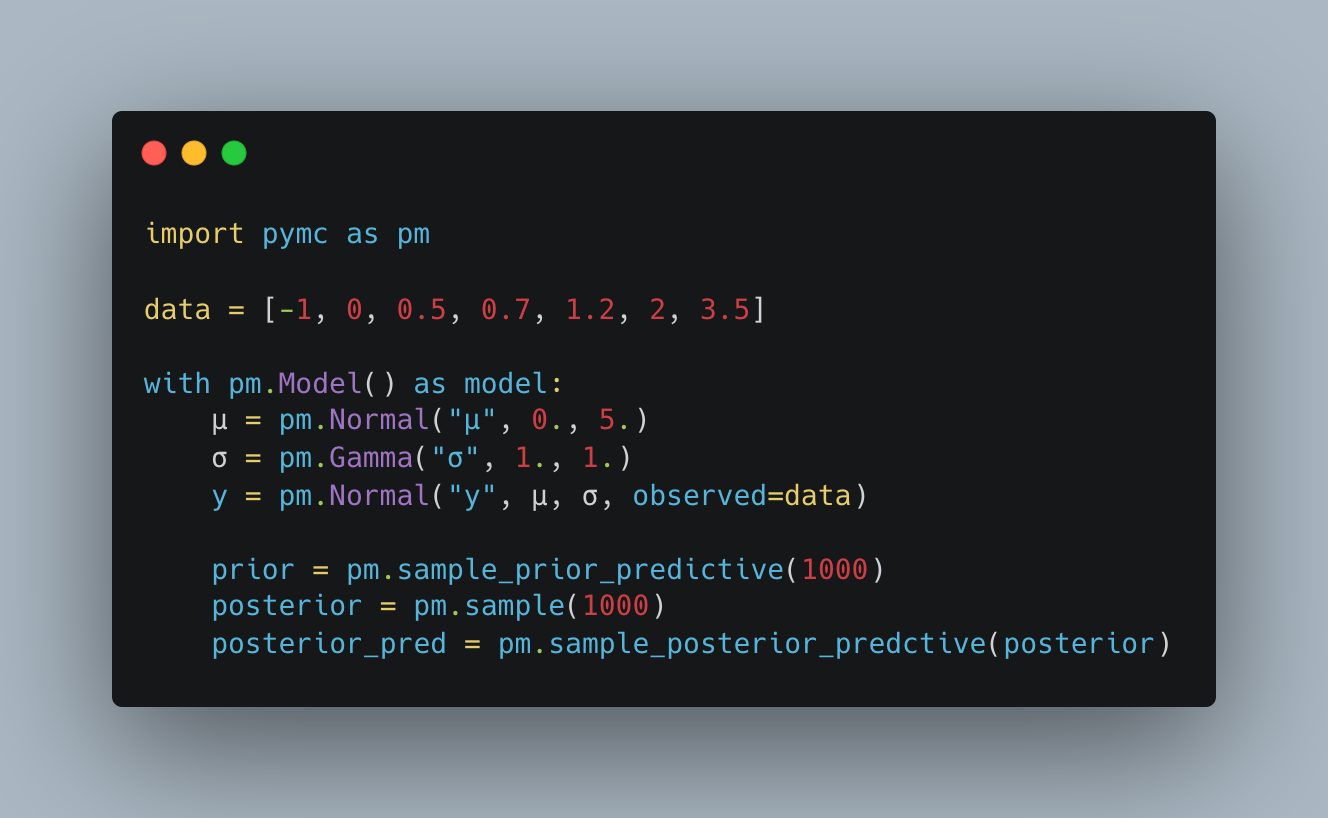 import pymc as pm
data = [-1, 0, 0.5, 0.7, 1.2, 2, 3.5]
with pm.Model() as model:
μ = pm.Normal("μ", 0., 5.)
σ = pm.Gamma("σ", 1., 1.)
y = pm.Normal("y", μ, σ, observed=data)
prior = pm.sample_prior_predictive(1000)
posterior = pm.sample(1000)
posterior_pred = pm.sample_posterior_predctive(posterior)